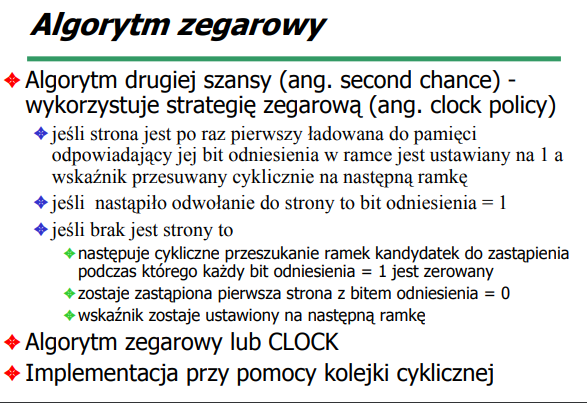 Algorytm zegarowy
Algorytm drugiej szansy (ang. second chance) -
wykorzystuje strategię zegarową (ang. clock policy)
jeśli strona jest po raz pierwszy ładowana do pamięci
odpowiadający jej bit odniesienia w ramce jest ustawiany na 1 a
wskaźnik przesuwany cyklicznie na następną ramkę
jeśli nastąpiło odwołanie do strony to bit odniesienia = 1
jeśli brak jest strony to
następuje cykliczne przeszukanie ramek kandydatek do zastąpienia
podczas którego każdy bit odniesienia = 1 jest zerowany
zostaje zastąpiona pierwsza strona z bitem odniesienia = 0
wskaźnik zostaje ustawiony na następną ramkę
Algorytm zegarowy lub CLOCK
Implementacja przy pomocy kolejki cyklicznej